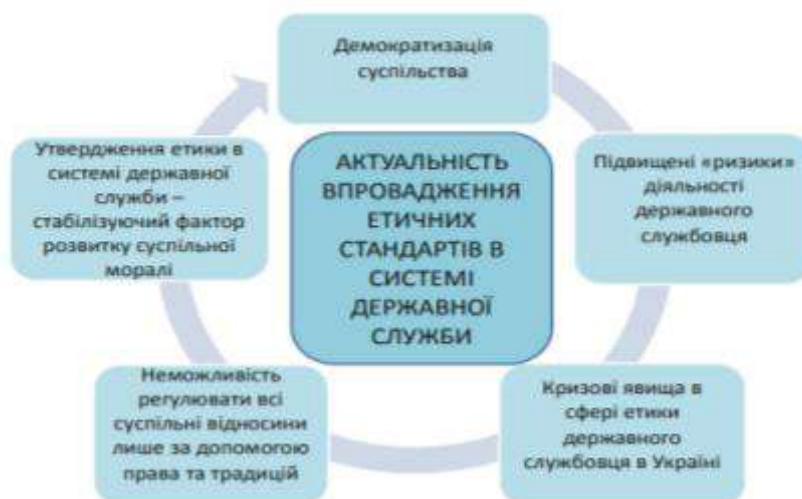 Демократизація
суспільства
Підвищені «ризики»
діяльності
державного
службовця
Кризові явища в
сфері етики
державного
службовця в Україні
Неможливість
регулювати всі
суспільні відносини
лише за допомогою
права та традицій
Утвердження етики в
системі державної
служби –
стабілізуючий фактор
розвитку суспільної
моралі
АКТУАЛЬНІСТЬ
ВПРОВАДЖЕННЯ
ЕТИЧНИХ
СТАНДАРТІВ В
СИСТЕМІ
ДЕРЖАВНОЇ
СЛУЖБИ